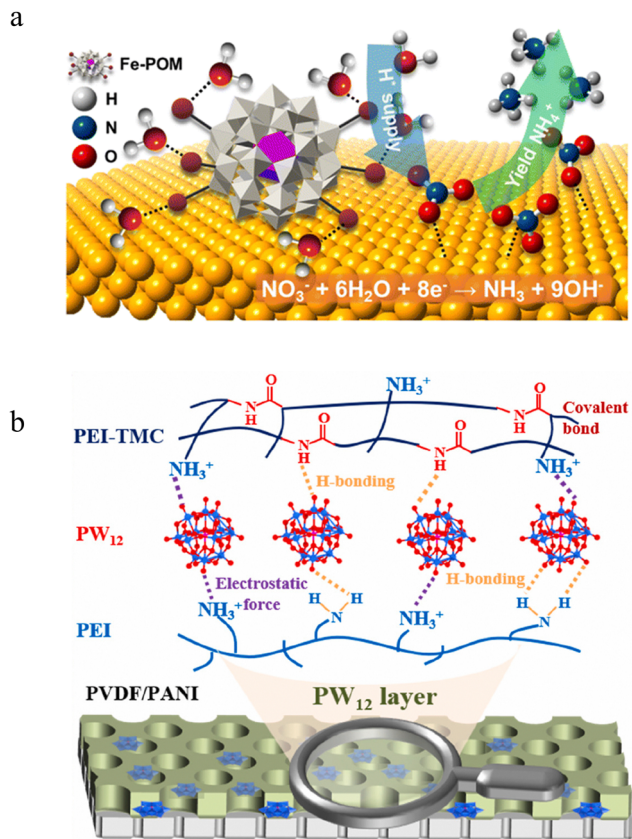 a
Fe-POM
H
N
O
H⁺ supply
Yield NH₄⁺
NO₃⁻ + 6H₂O + 8e⁻ → NH₃ + 9OH⁻
b
NH₃⁺
O
O
N
H
N
H
Covalent
bond
PEI-TMC
O
O
N
H
N
H
NH₃⁺
NH₃⁺
H-bonding
PW₁₂
Electrostatic
force
H-bonding
NH₃⁺
H
H
N
NH₃⁺
H
H
N
PEI
PVDF/PANI
PW₁₂ layer